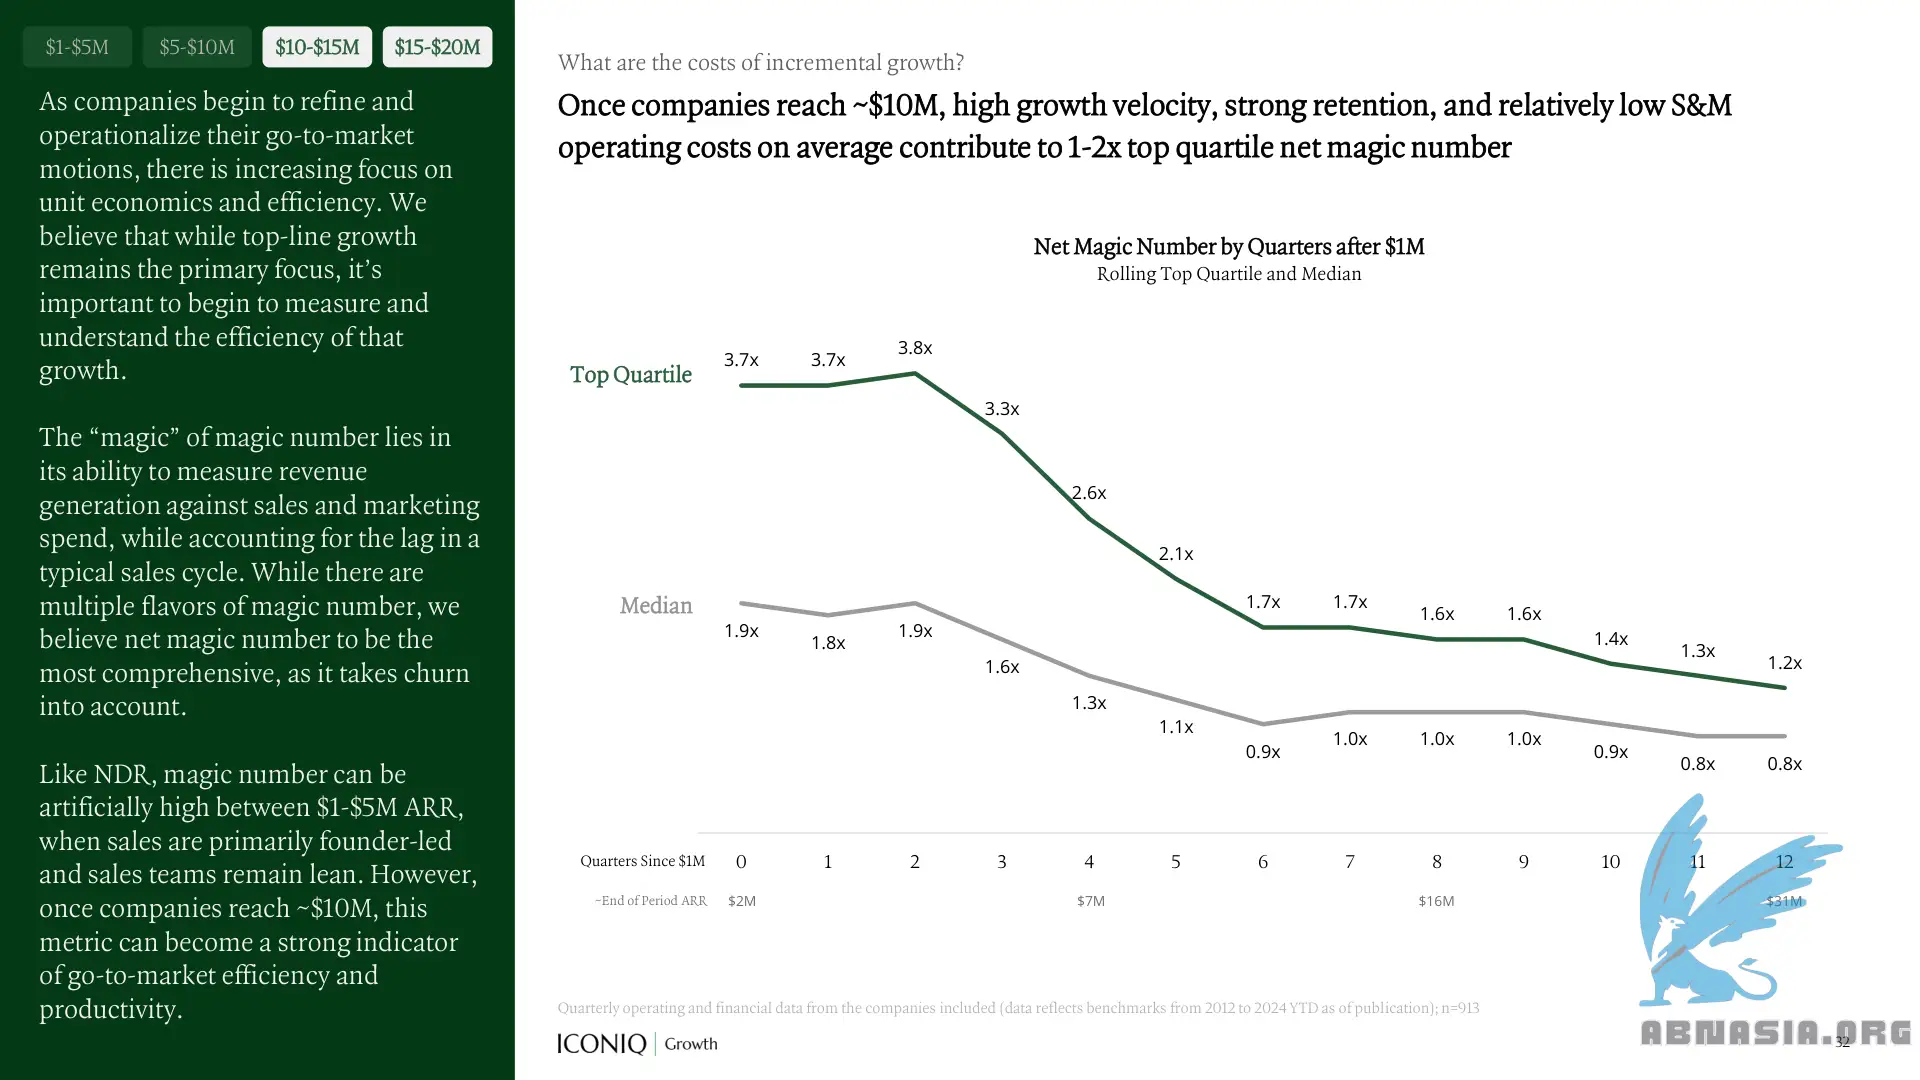 $1-$5M $5-$10M $10-$15M $15-$20M
As companies begin to refine and
operationalize their go-to-market
motions, there is increasing focus on
unit economics and efficiency. We
believe that while top-line growth
remains the primary focus, it's
important to begin to measure and
understand the efficiency of that
growth.
The “magic” of magic number lies in
its ability to measure revenue
generation against sales and marketing
spend, while accounting for the lag in a
typical sales cycle. While there are
multiple flavors of magic number, we
believe net magic number to be the
most comprehensive, as it takes churn
into account.
Like NDR, magic number can be
artificially high between $1-$5M ARR,
when sales are primarily founder-led
and sales teams remain lean. However,
once companies reach ~$10M, this
metric can become a strong indicator
of go-to-market efficiency and
productivity.
What are the costs of incremental growth?
Once companies reach ~$10M, high growth velocity, strong retention, and relatively low S&M
operating costs on average contribute to 1-2x top quartile net magic number
Net Magic Number by Quarters after $1M
Rolling Top Quartile and Median
Top Quartile 3.7x 3.7x 3.8x 3.3x 2.6x 2.1x 1.7x 1.7x 1.6x 1.6x 1.4x 1.3x 1.2x
Median 1.9x 1.8x 1.9x 1.6x 1.3x 1.1x 0.9x 1.0x 1.0x 1.0x 0.9x 0.8x 0.8x
Quarters Since $1M 0 1 2 3 4 5 6 7 8 9 10 11 12
~End of Period ARR $2M $7M $16M $31M
Quarterly operating and financial data from the companies included (data reflects benchmarks from 2012 to 2024 YTD as of publication); n=913
ICONIQ | Growth
ABNASIA.ORG
32